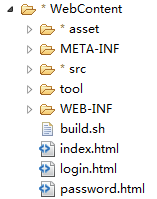 * WebContent
* asset
META-INF
* src
tool
WEB-INF
build.sh
index.html
login.html
password.html